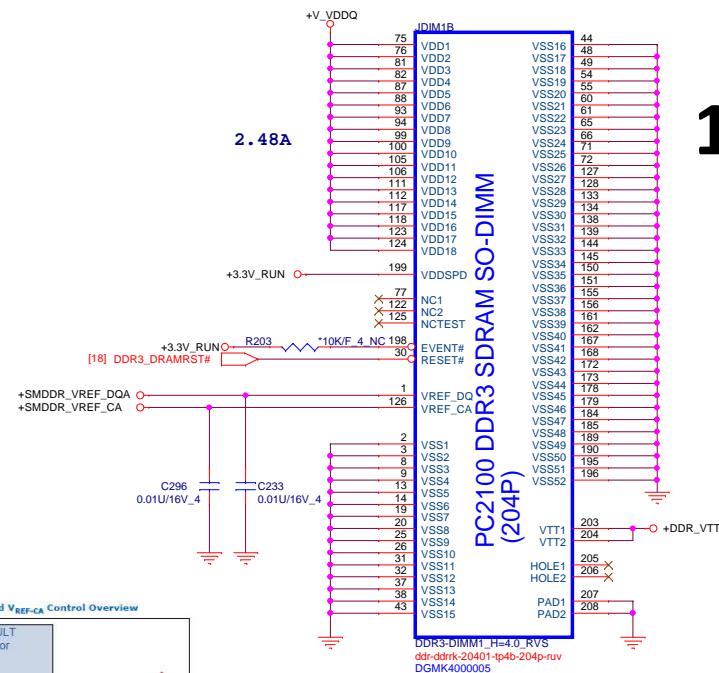 +V_VDDQ
JDIM1B
2.48A
75 VDD1
76 VDD2
81 VDD3
82 VDD4
87 VDD5
88 VDD6
93 VDD7
94 VDD8
99 VDD9
100 VDD10
105 VDD11
106 VDD12
111 VDD13
112 VDD14
117 VDD15
118 VDD16
123 VDD17
124 VDD18
+3.3V_RUN 199 VDDSPD
77 NC1
122 NC2
125 NCTEST
+3.3V_RUN R203 *10K/F_4_NC 198 EVENT#
[18] DDR3_DRAMRST# 30 RESET#
+SMDDR_VREF_DQA 1 VREF_DQ
+SMDDR_VREF_CA 126 VREF_CA
C296
0.01U/16V_4
C233
0.01U/16V_4
2 VSS1
3 VSS2
8 VSS3
9 VSS4
13 VSS5
14 VSS6
19 VSS7
20 VSS8
25 VSS9
26 VSS10
31 VSS11
32 VSS12
37 VSS13
38 VSS14
43 VSS15
PC2100 DDR3 SDRAM SO-DIMM
(204P)
VSS16 44
VSS17 48
VSS18 49
VSS19 54
VSS20 55
VSS21 60
VSS22 61
VSS23 65
VSS24 66
VSS25 71
VSS26 72
VSS27 127
VSS28 128
VSS29 133
VSS30 134
VSS31 138
VSS32 139
VSS33 144
VSS34 145
VSS35 150
VSS36 151
VSS37 155
VSS38 156
VSS39 161
VSS40 162
VSS41 167
VSS42 168
VSS43 172
VSS44 173
VSS45 178
VSS46 179
VSS47 184
VSS48 185
VSS49 189
VSS50 190
VSS51 195
VSS52 196
VTT1 203
VTT2 204
+DDR_VTT
HOLE1 205
HOLE2 206
PAD1 207
PAD2 208
DDR3-DIMM1_H=4.0_RVS
ddr-ddrrk-20401-tp4b-204p-ruv
DGMK4000005
1
d VREF-CA Control Overview